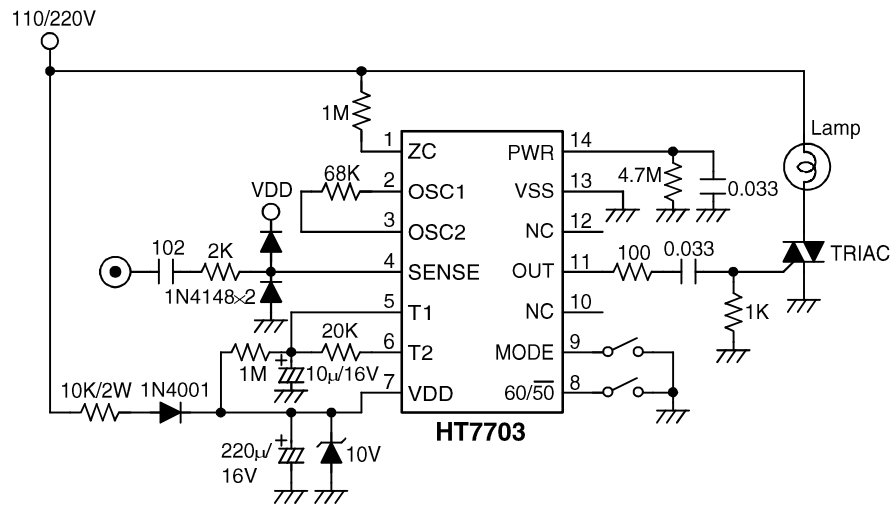 110/220V
1M
1
ZC
14
PWR
Lamp
68K
2
OSC1
4.7M
0.033
13
VSS
VDD
3
OSC2
12
NC
102
2K
4
SENSE
11
OUT
100
0.033
TRIAC
1N4148×2
5
T1
10
NC
1K
20K
6
T2
9
MODE
1M
+
10μ/16V
10K/2W
1N4001
7
VDD
8
60/5̅0̅
HT7703
+
220μ/
16V
10V